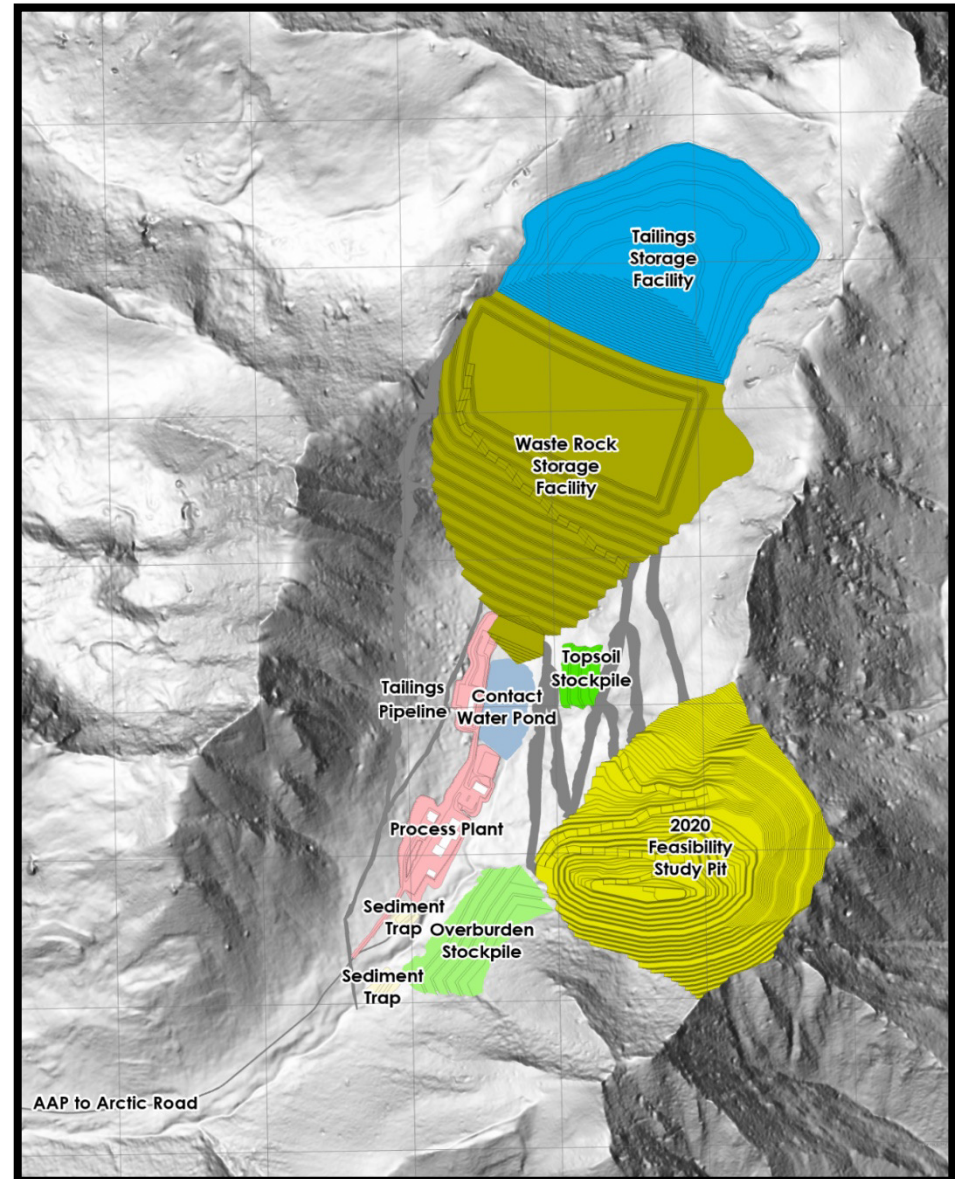 Tailings
Storage
Facility
Waste Rock
Storage
Facility
Topsoil
Stockpile
Tailings
Pipeline
Contact
Water Pond
2020
Feasibility
Study Pit
Process Plant
Sediment
Trap
Overburden
Stockpile
Sediment
Trap
AAP to Arctic Road